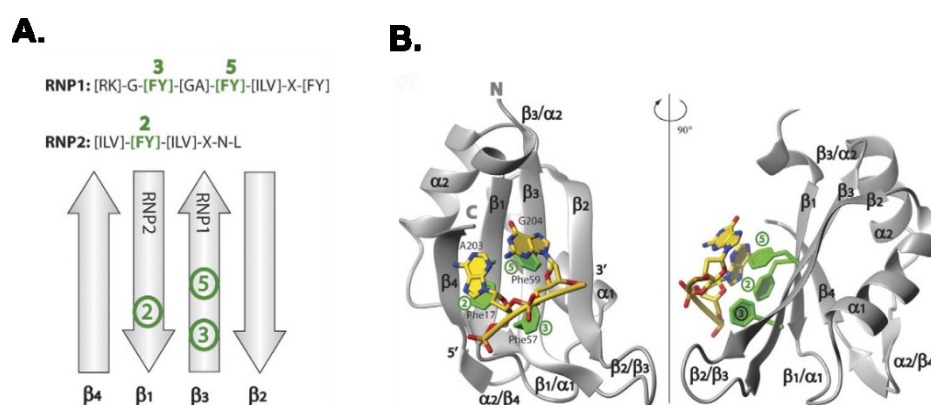 A.
3 5
RNP1: [RK]-G-[FY]-[GA]-[FY]-[ILV]-X-[FY]
2
RNP2: [ILV]-[FY]-[ILV]-X-N-L
RNP2
RNP1
5
2
3
β4 β1 β3 β2
B.
N
β3/α2
α2
β1
β3
β2
C
G204
A203
5
Phe59
3′
β4
2
Phe17
α1
3
Phe57
5′
β2/β3
β1/α1
α2/β4
90°
β3/α2
β3
β1
β2
α2
5
2
β4
3
α1
β2/β3
β1/α1
α2/β4